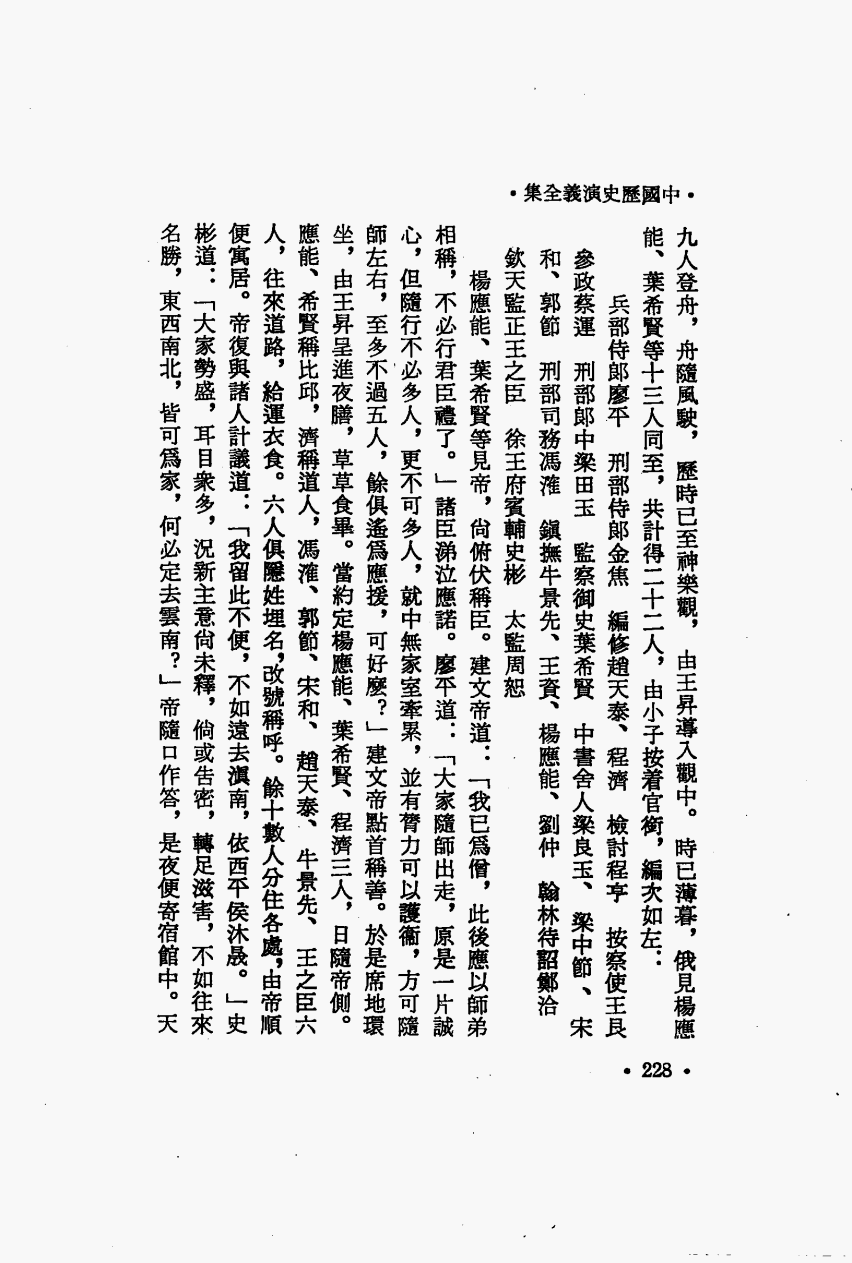 •中國歷史演義全集•
九人登舟，舟隨風駛，歷時已至神樂觀，由王昇導入觀中。時已薄暮，俄見楊應
能、葉希賢等十三人同至，共計得二十二人，由小子按着官銜，編次如左：
兵部侍郎廖平　刑部侍郎金焦　編修趙天泰、程濟　檢討程亨　按察使王艮
參政蔡運　刑部郎中梁田玉　監察御史葉希賢　中書舍人梁良玉、梁中節、宋
和、郭節　刑部司務馮㴶　鎭撫牛景先、王資、楊應能、劉仲　翰林待詔鄭洽
欽天監正王之臣　徐王府賓輔史彬　太監周恕
楊應能、葉希賢等見帝，尙俯伏稱臣。建文帝道：「我已爲僧，此後應以師弟
相稱，不必行君臣禮了。」諸臣涕泣應諾。廖平道：「大家隨師出走，原是一片誠
心，但隨行不必多人，更不可多人，就中無家室牽累，並有膂力可以護衞，方可隨
師左右，至多不過五人，餘俱遙爲應援，可好麼？」建文帝點首稱善。於是席地環
坐，由王昇呈進夜膳，草草食畢。當約定楊應能、葉希賢、程濟三人，日隨帝側。
應能、希賢稱比邱，濟稱道人，馮㴶、郭節、宋和、趙天泰、牛景先、王之臣六
人，往來道路，給運衣食。六人俱隱姓埋名，改號稱呼。餘十數人分住各處，由帝順
便寓居。帝復與諸人計議道：「我留此不便，不如遠去滇南，依西平侯沐晟。」史
彬道：「大家勢盛，耳目衆多，況新主意尙未釋，倘或告密，轉足滋害，不如往來
名勝，東西南北，皆可爲家，何必定去雲南？」帝隨口作答，是夜便寄宿館中。天
•228•